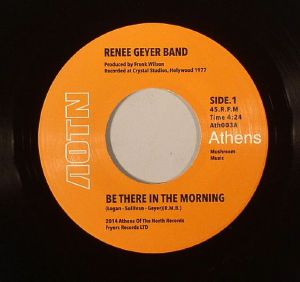 RENEE GEYER BAND
Produced by Frank Wilson
Recorded at Crystal Studios, Holywood 1977
SIDE.1
45.R.P.M
Time 4:24
Ath003A
Athens
Mushroom
Music
AOTN
BE THERE IN THE MORNING
(Logan - Sullivan - Geyer)(R.M.B.)
2014 Athens Of The North Records
Fryers Records LTD